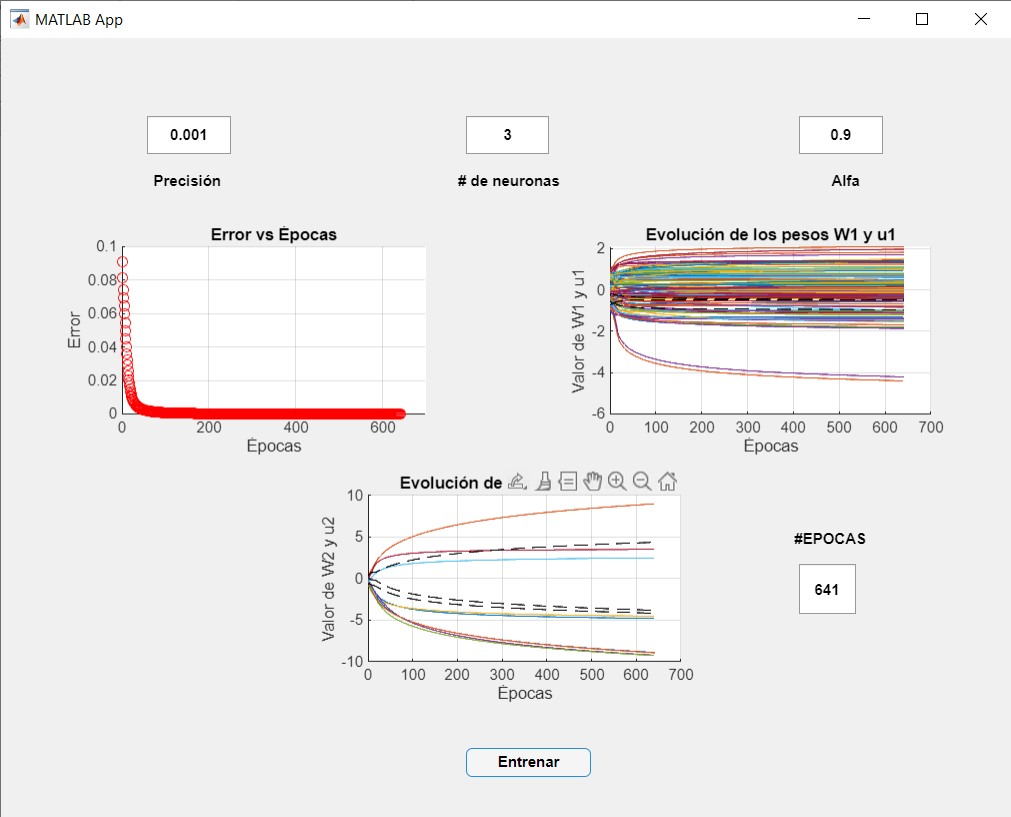 MATLAB App
0.001
3
0.9
Precisión
# de neuronas
Alfa
Error vs Épocas
0.1
0.08
0.06
0.04
0.02
0
Error
0 200 400 600
Épocas
Evolución de los pesos W1 y u1
2
0
-2
-4
-6
Valor de W1 y u1
0 100 200 300 400 500 600 700
Épocas
Evolución de
10
5
0
-5
-10
Valor de W2 y u2
0 100 200 300 400 500 600 700
Épocas
#EPOCAS
641
Entrenar